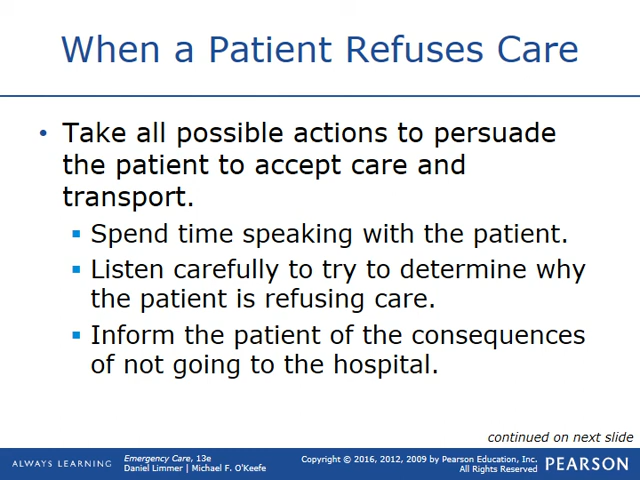 When a Patient Refuses Care
• Take all possible actions to persuade
the patient to accept care and
transport.
▪ Spend time speaking with the patient.
▪ Listen carefully to try to determine why
the patient is refusing care.
▪ Inform the patient of the consequences
of not going to the hospital.
continued on next slide
ALWAYS LEARNING
Emergency Care, 13e
Daniel Limmer | Michael F. O'Keefe
Copyright © 2016, 2012, 2009 by Pearson Education, Inc.
All Rights Reserved
PEARSON